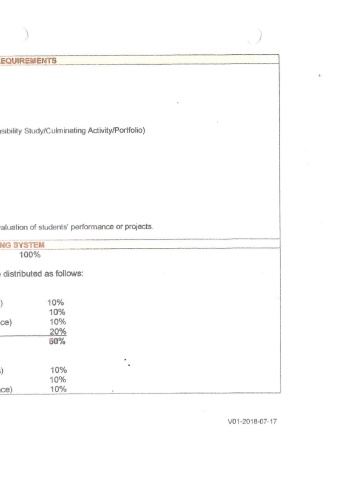 EQUIREMENTS
sibility Study/Culminating Activity/Portfolio)
aluation of students' performance or projects.
NG SYSTEM
100%
distributed as follows:
) 10%
10%
ce) 10%
20%
50%
) 10%
10%
ce) 10%
V01-2018-07-17